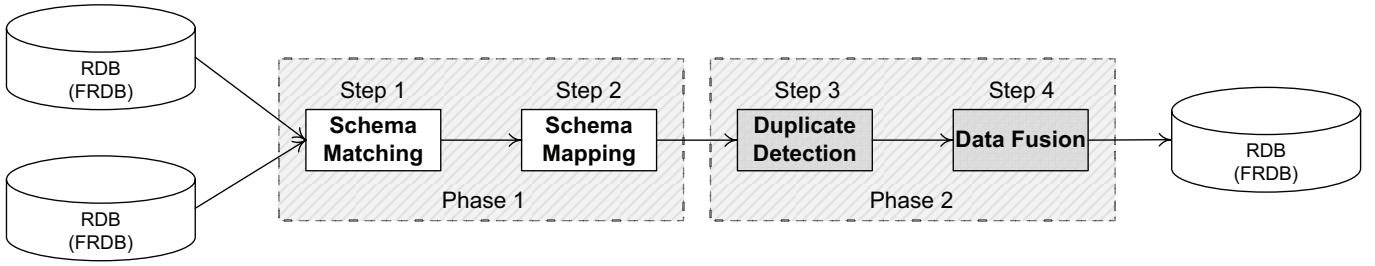 RDB
(FRDB)
RDB
(FRDB)
Step 1
Schema
Matching
Step 2
Schema
Mapping
Phase 1
Step 3
Duplicate
Detection
Step 4
Data Fusion
Phase 2
RDB
(FRDB)